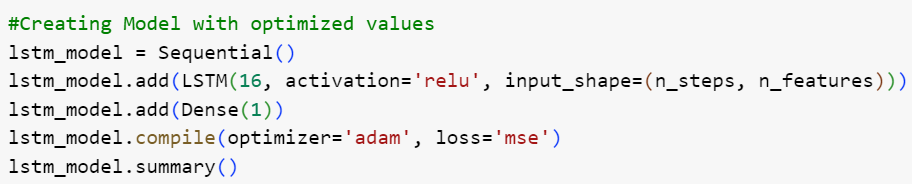 #Creating Model with optimized values
lstm_model = Sequential()
lstm_model.add(LSTM(16, activation='relu', input_shape=(n_steps, n_features)))
lstm_model.add(Dense(1))
lstm_model.compile(optimizer='adam', loss='mse')
lstm_model.summary()